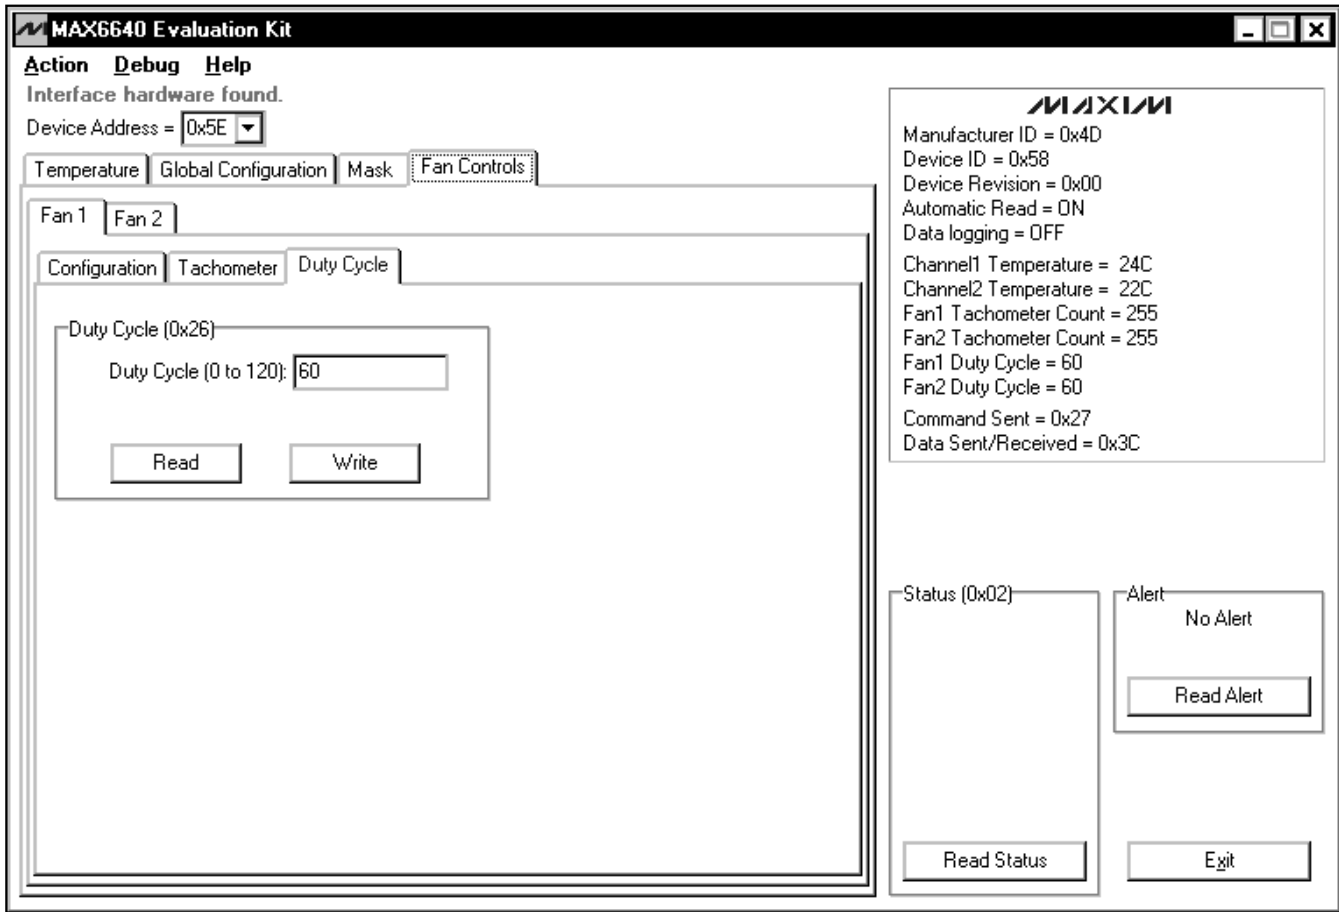 MAX6640 Evaluation Kit
Action Debug Help
Interface hardware found.
Device Address = 0x5E
Temperature Global Configuration Mask Fan Controls
Fan 1 Fan 2
Configuration Tachometer Duty Cycle
Duty Cycle (0x26)
Duty Cycle (0 to 120): 60
Read Write
MAXIM
Manufacturer ID = 0x4D
Device ID = 0x58
Device Revision = 0x00
Automatic Read = ON
Data logging = OFF
Channel1 Temperature = 24C
Channel2 Temperature = 22C
Fan1 Tachometer Count = 255
Fan2 Tachometer Count = 255
Fan1 Duty Cycle = 60
Fan2 Duty Cycle = 60
Command Sent = 0x27
Data Sent/Received = 0x3C
Status (0x02)
Read Status
Alert
No Alert
Read Alert
Exit